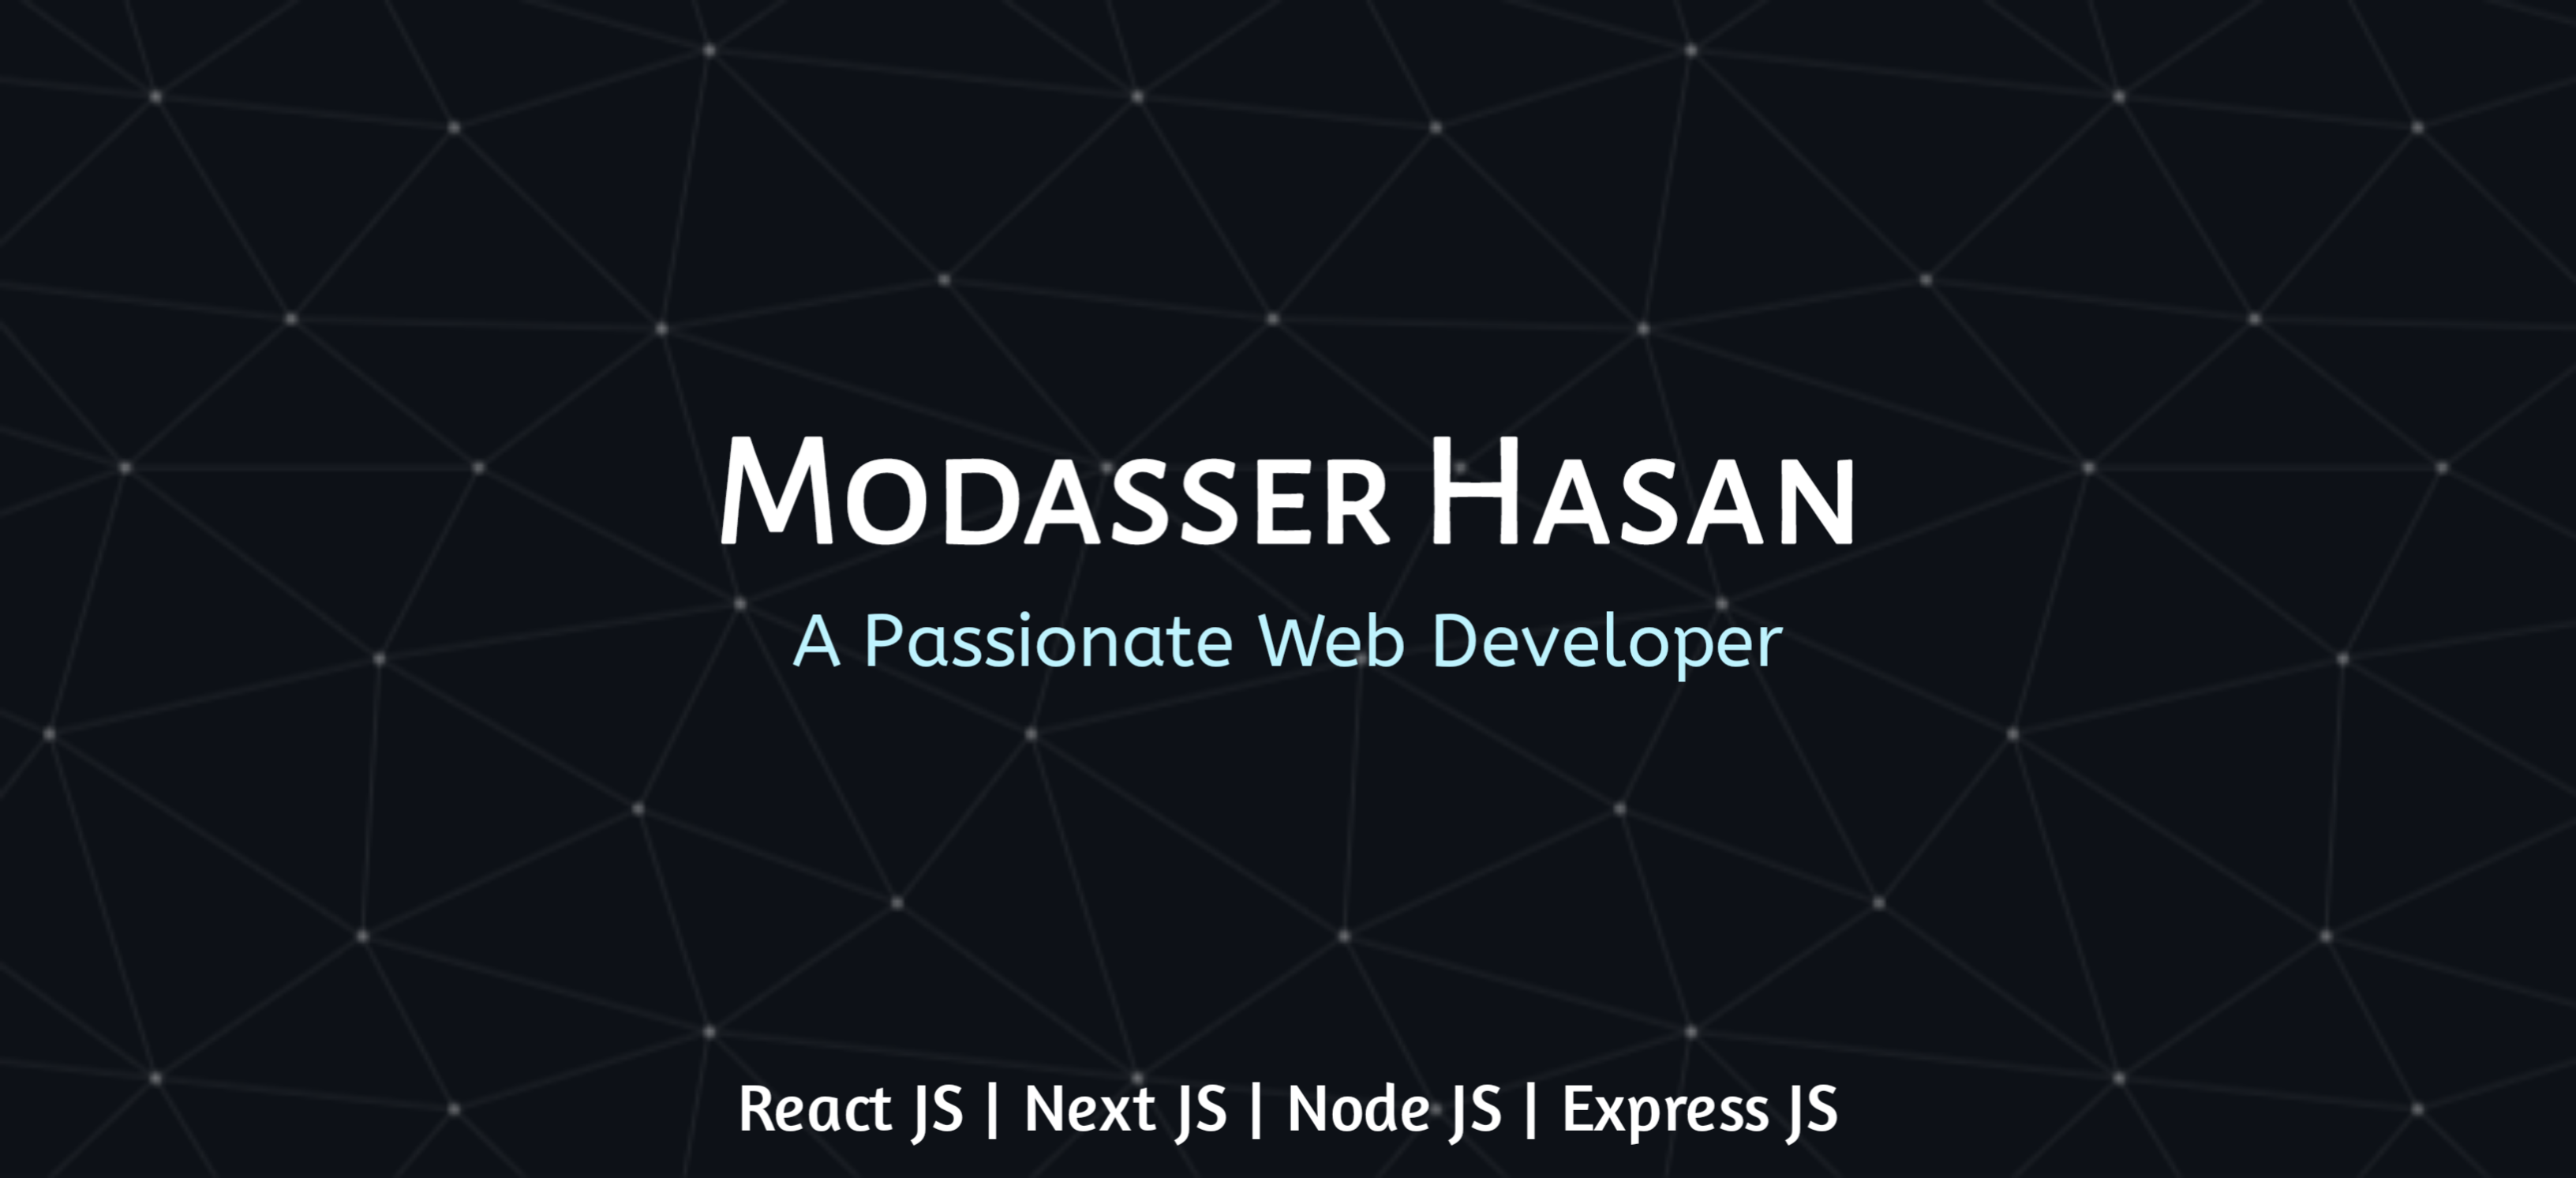 Modasser Hasan
A Passionate Web Developer
React JS | Next JS | Node JS | Express JS